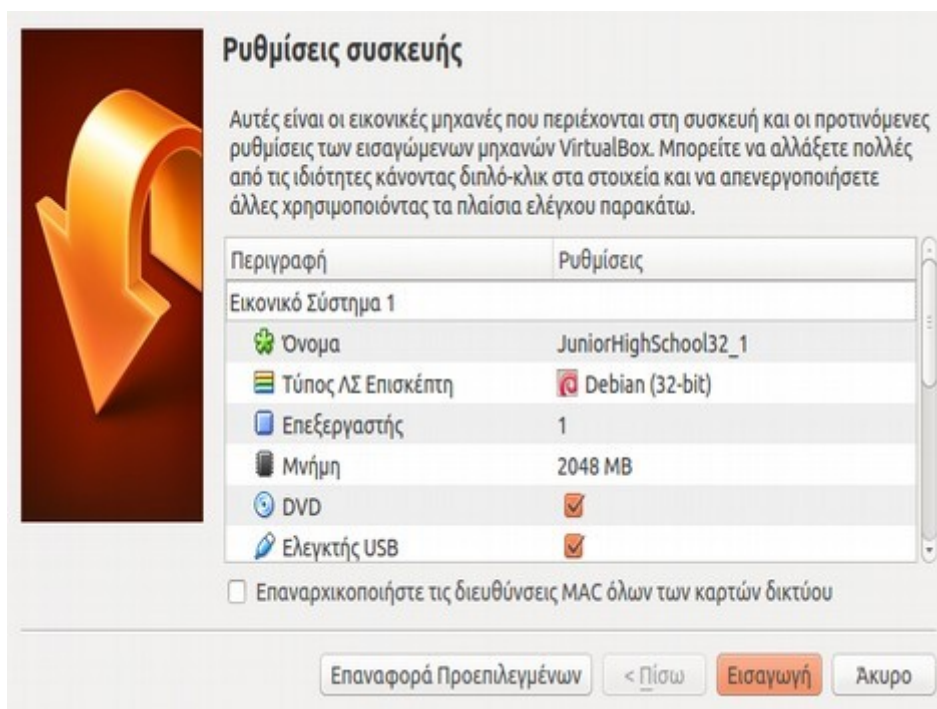 Ρυθμίσεις συσκευής
Αυτές είναι οι εικονικές μηχανές που περιέχονται στη συσκευή και οι προτινόμενες
ρυθμίσεις των εισαγώμενων μηχανών VirtualBox. Μπορείτε να αλλάξετε πολλές
από τις ιδιότητες κάνοντας διπλό-κλικ στα στοιχεία και να απενεργοποιήσετε
άλλες χρησιμοποιόντας τα πλαίσια ελέγχου παρακάτω.
Περιγραφή Ρυθμίσεις
Εικονικό Σύστημα 1
Όνομα JuniorHighSchool32_1
Τύπος ΛΣ Επισκέπτη Debian (32-bit)
Επεξεργαστής 1
Μνήμη 2048 MB
DVD
Ελεγκτής USB
Επαναρχικοποιήστε τις διευθύνσεις MAC όλων των καρτών δικτύου
Επαναφορά Προεπιλεγμένων < Πίσω Εισαγωγή Άκυρο